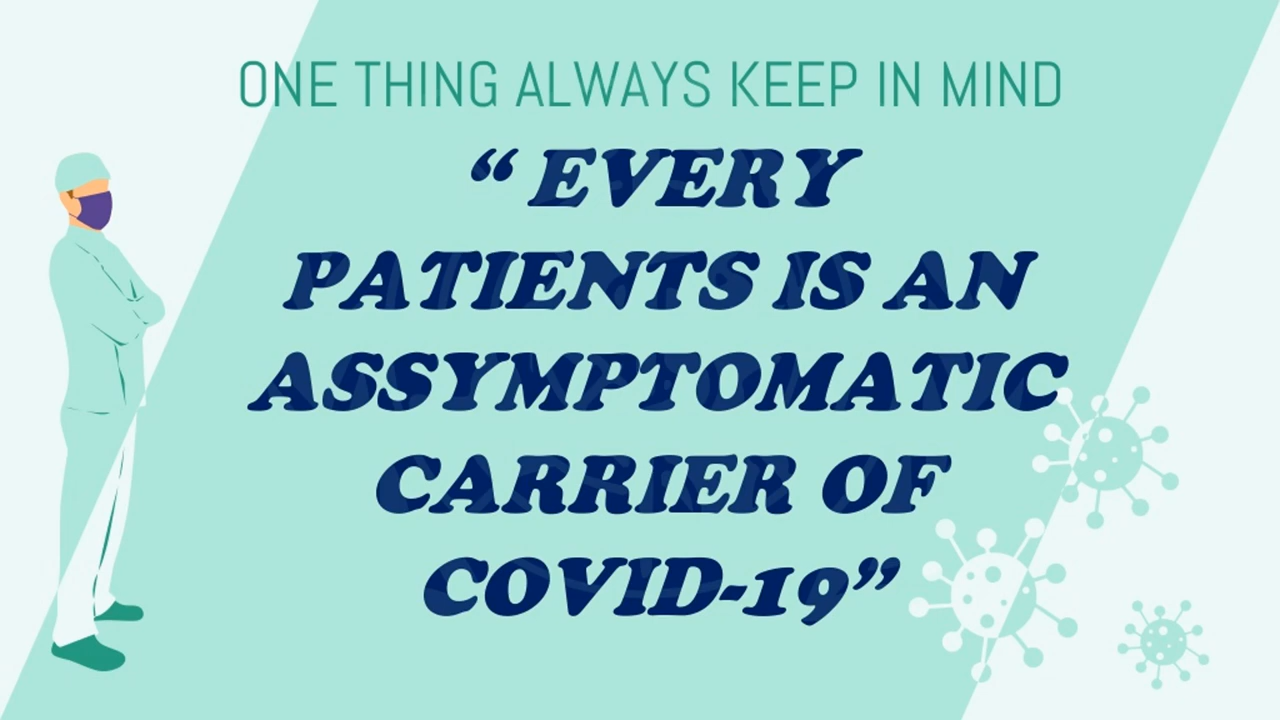 ONE THING ALWAYS KEEP IN MIND
“ EVERY
PATIENTS IS AN
ASSYMPTOMATIC
CARRIER OF
COVID-19”